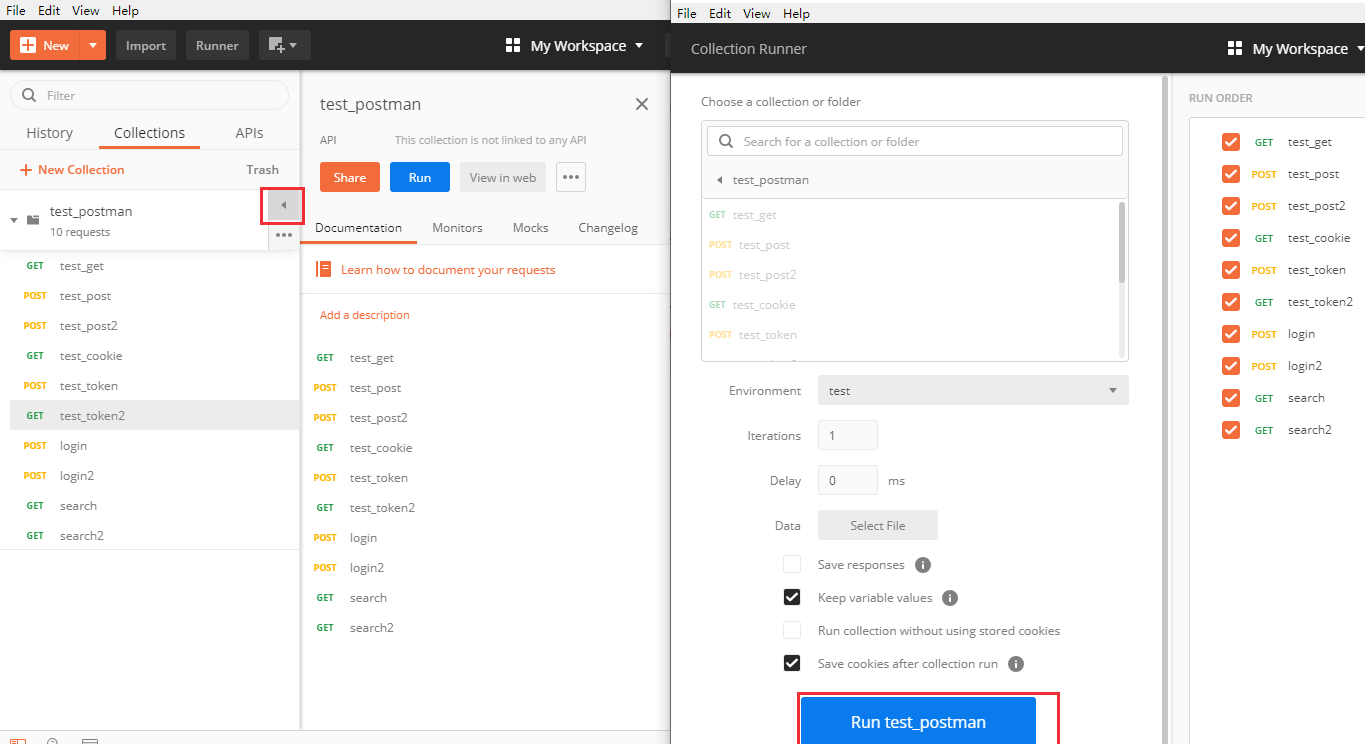 File Edit View Help
New Import Runner My Workspace
Filter
History Collections APIs
New Collection Trash
test_postman
10 requests
GET test_get
POST test_post
POST test_post2
GET test_cookie
POST test_token
GET test_token2
POST login
POST login2
GET search
GET search2
test_postman
API This collection is not linked to any API
Share Run View in web
Documentation Monitors Mocks Changelog
Learn how to document your requests
Add a description
GET test_get
POST test_post
POST test_post2
GET test_cookie
POST test_token
GET test_token2
POST login
POST login2
GET search
GET search2
File Edit View Help
Collection Runner My Workspace
Choose a collection or folder
Search for a collection or folder
test_postman
GET test_get
POST test_post
POST test_post2
GET test_cookie
POST test_token
Environment test
Iterations 1
Delay 0 ms
Data Select File
Save responses
Keep variable values
Run collection without using stored cookies
Save cookies after collection run
Run test_postman
RUN ORDER
GET test_get
POST test_post
POST test_post2
GET test_cookie
POST test_token
GET test_token2
POST login
POST login2
GET search
GET search2